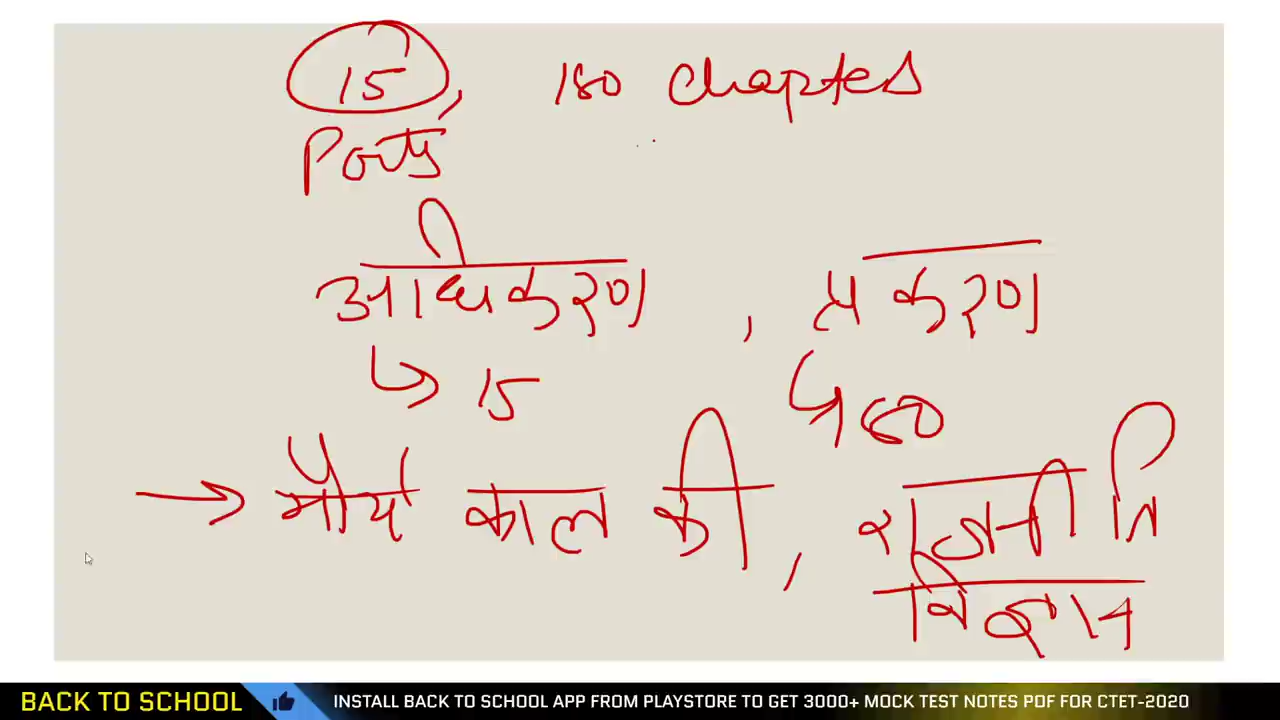 15, 180 chapters
Parts
अधिकरण, प्रकरण
↳ 15 ↳ 180
→ मौर्य काल की, राजनीति
विज्ञान
BACK TO SCHOOL INSTALL BACK TO SCHOOL APP FROM PLAYSTORE TO GET 3000+ MOCK TEST NOTES PDF FOR CTET-2020